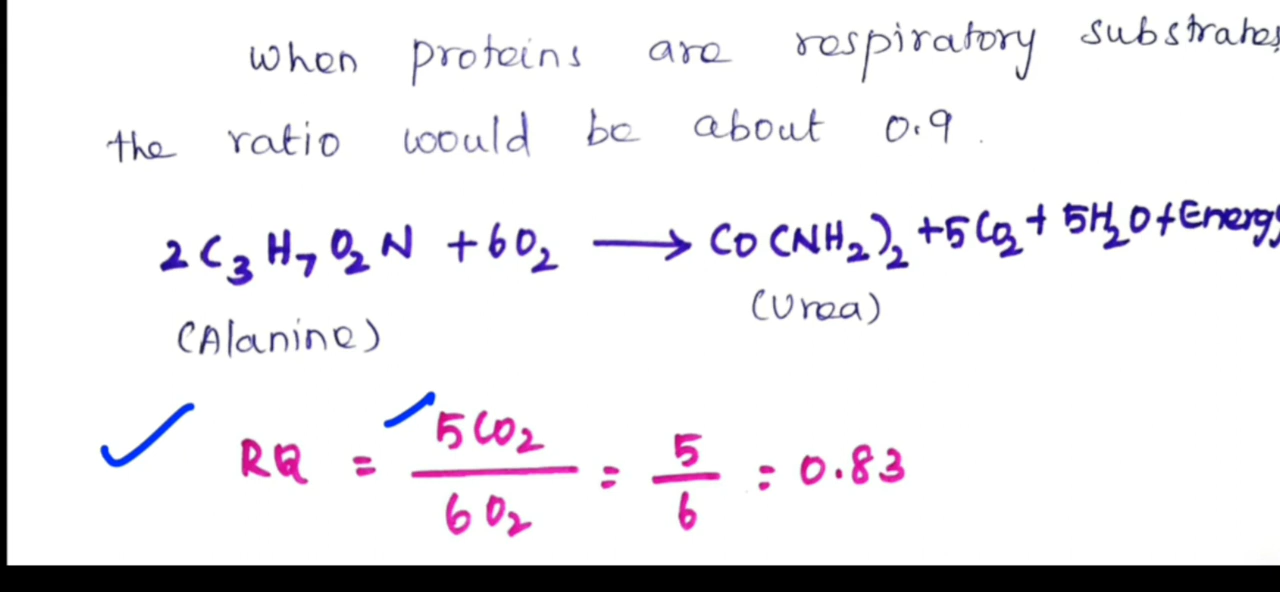 When proteins are respiratory substrates
the ratio would be about 0.9.
2C₃H₇O₂N + 6O₂ ⟶ CO(NH₂)₂ + 5CO₂ + 5H₂O + Energy
(Alanine) (Urea)
RQ = 5CO₂/6O₂ = 5/6 = 0.83